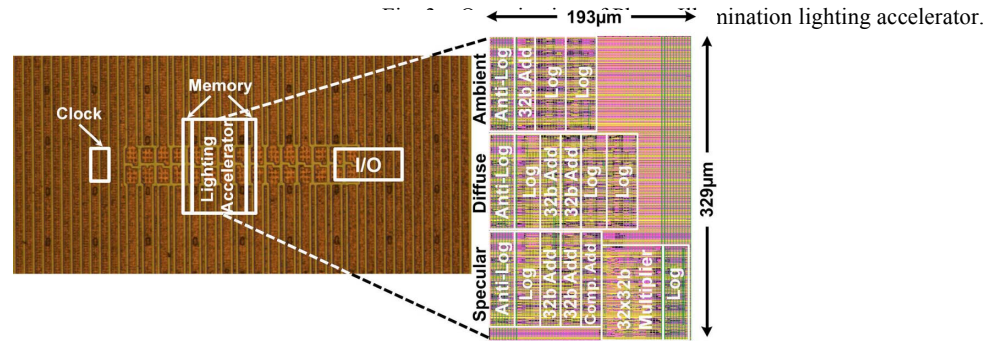 mination lighting accelerator.
193µm
Clock
Memory
Lighting
Accelerator
I/O
Ambient
Anti-Log
32b Add
Log
Log
Diffuse
Anti-Log
Log
32b Add
32b Add
Log
Log
Specular
Anti-Log
Log
32b Add
32b Add
Comp Add
32x32b
Multiplier
Log
329µm